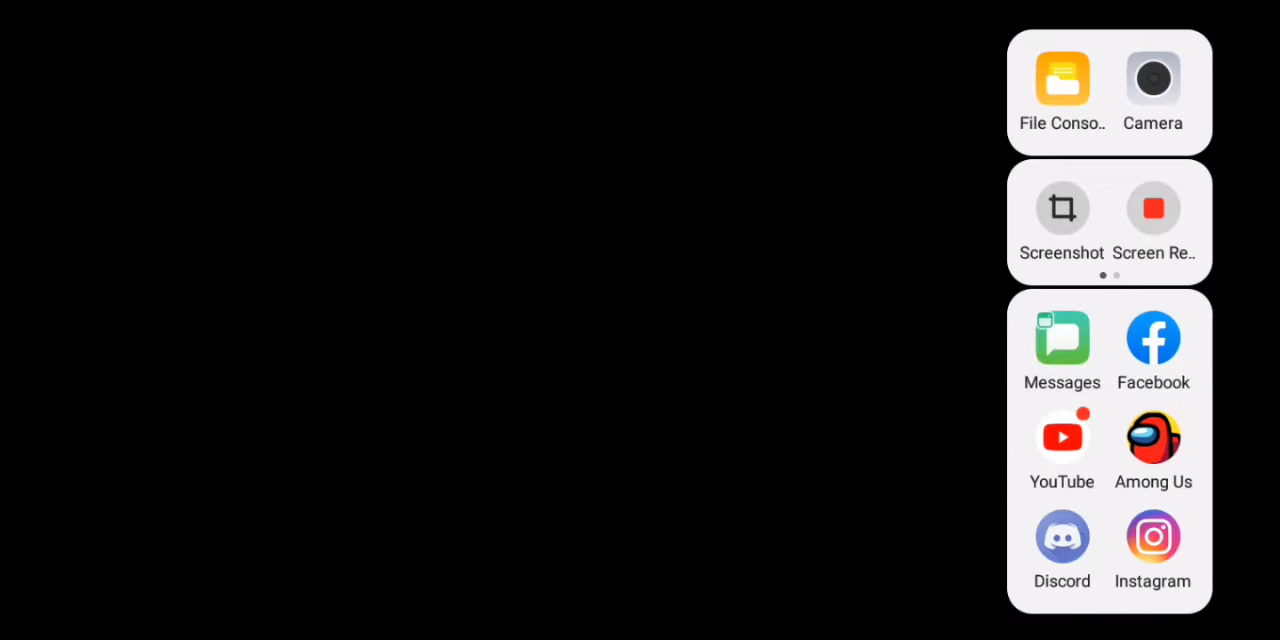 File Conso.. Camera
Screenshot Screen Re..
Messages Facebook
YouTube Among Us
Discord Instagram